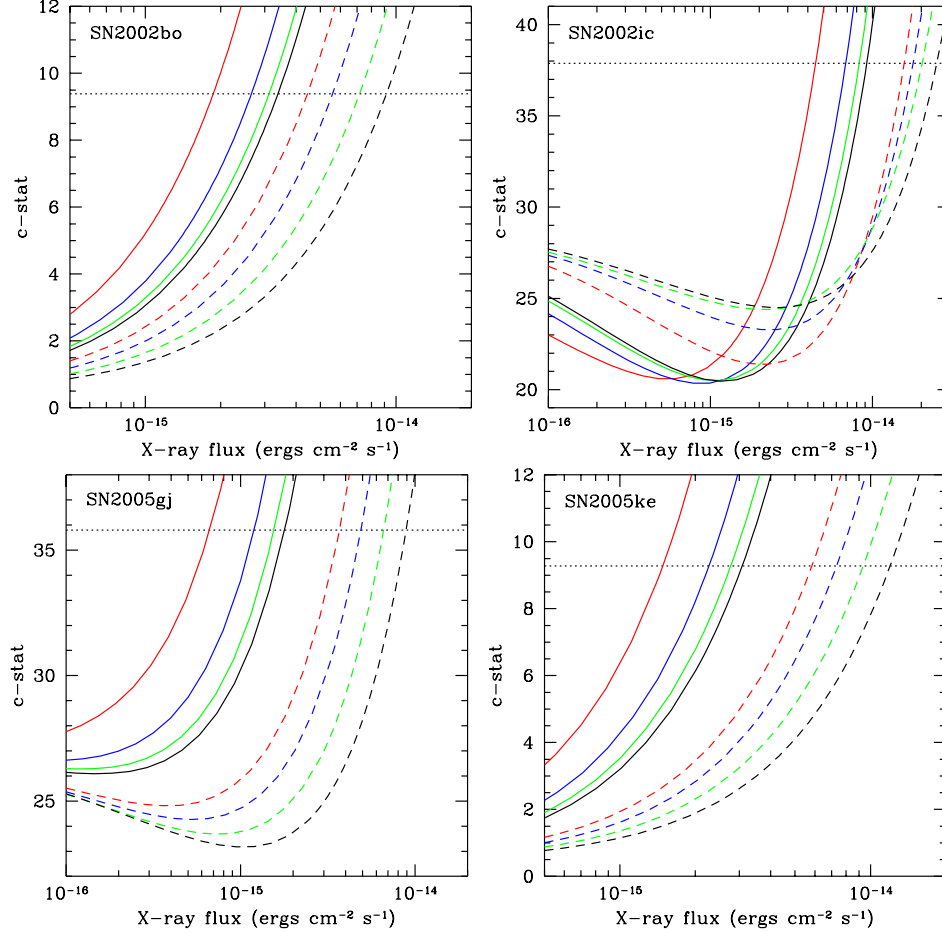 SN2002bo
12
10
8
6
4
2
0
c−stat
10⁻¹⁵
10⁻¹⁴
X−ray flux (ergs cm⁻² s⁻¹)
SN2002ic
40
35
30
25
20
c−stat
10⁻¹⁶
10⁻¹⁵
10⁻¹⁴
X−ray flux (ergs cm⁻² s⁻¹)
SN2005gj
35
30
25
c−stat
10⁻¹⁶
10⁻¹⁵
10⁻¹⁴
X−ray flux (ergs cm⁻² s⁻¹)
SN2005ke
12
10
8
6
4
2
0
c−stat
10⁻¹⁵
10⁻¹⁴
X−ray flux (ergs cm⁻² s⁻¹)